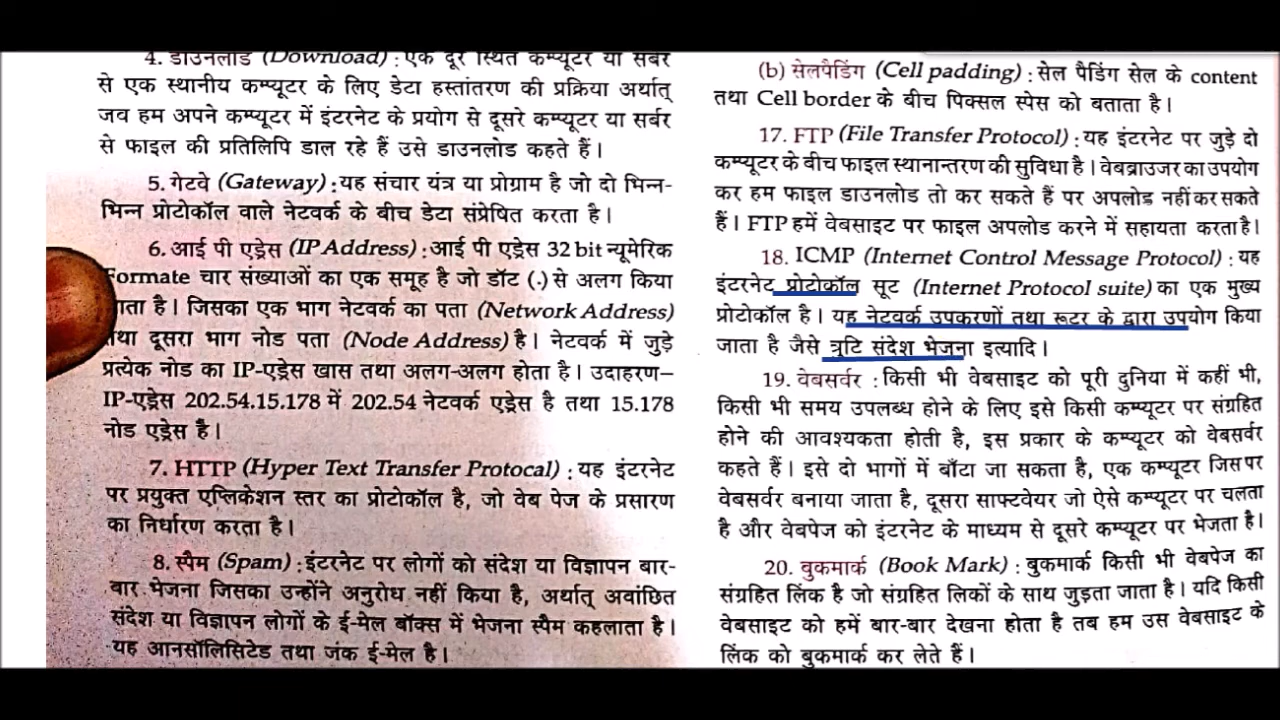 4. डाउनलोड (Download) : एक दूर स्थित कम्प्यूटर या सर्बर
से एक स्थानीय कम्प्यूटर के लिए डेटा हस्तांतरण की प्रक्रिया अर्थात्
जव हम अपने कम्प्यूटर में इंटरनेट के प्रयोग से दूसरे कम्प्यूटर या सर्बर
से फाइल की प्रतिलिपि डाल रहे हैं उसे डाउनलोड कहते हैं।
5. गेटवे (Gateway) : यह संचार यंत्र या प्रोग्राम है जो दो भिन्न-
भिन्न प्रोटोकॉल वाले नेटवर्क के बीच डेटा संप्रेषित करता है।
6. आई पी एड्रेस (IP Address) : आई पी एड्रेस 32 bit न्यूमेरिक
Formate चार संख्याओं का एक समूह है जो डॉट (.) से अलग किया
जाता है। जिसका एक भाग नेटवर्क का पता (Network Address)
तथा दूसरा भाग नोड पता (Node Address) है। नेटवर्क में जुड़े
प्रत्येक नोड का IP-एड्रेस खास तथा अलग-अलग होता है। उदाहरण–
IP-एड्रेस 202.54.15.178 में 202.54 नेटवर्क एड्रेस है तथा 15.178
नोड एड्रेस है।
7. HTTP (Hyper Text Transfer Protocal) : यह इंटरनेट
पर प्रयुक्त एप्लिकेशन स्तर का प्रोटोकॉल है, जो वेब पेज के प्रसारण
का निर्धारण करता है।
8. स्पैम (Spam) : इंटरनेट पर लोगों को संदेश या विज्ञापन बार-
बार भेजना जिसका उन्होंने अनुरोध नहीं किया है, अर्थात् अवांछित
संदेश या विज्ञापन लोगों के ई-मेल बॉक्स में भेजना स्पैम कहलाता है।
यह आनसॉलिसिटेड तथा जंक ई-मेल है।
(b) सेलपैडिंग (Cell padding) : सेल पैडिंग सेल के content
तथा Cell border के बीच पिक्सल स्पेस को बताता है।
17. FTP (File Transfer Protocol) : यह इंटरनेट पर जुड़े दो
कम्प्यूटर के बीच फाइल स्थानान्तरण की सुविधा है। वेबब्राउजर का उपयोग
कर हम फाइल डाउनलोड तो कर सकते हैं पर अपलोड नहीं कर सकते
हैं। FTP हमें वेबसाइट पर फाइल अपलोड करने में सहायता करता है।
18. ICMP (Internet Control Message Protocol) : यह
इंटरनेट प्रोटोकॉल सूट (Internet Protocol suite) का एक मुख्य
प्रोटोकॉल है। यह नेटवर्क उपकरणों तथा रूटर के द्वारा उपयोग किया
जाता है जैसे त्रुटि संदेश भेजना इत्यादि।
19. वेबसर्वर : किसी भी वेबसाइट को पूरी दुनिया में कहीं भी,
किसी भी समय उपलब्ध होने के लिए इसे किसी कम्प्यूटर पर संग्रहित
होने की आवश्यकता होती है, इस प्रकार के कम्प्यूटर को वेबसर्वर
कहते हैं। इसे दो भागों में बाँटा जा सकता है, एक कम्प्यूटर जिस पर
वेबसर्वर बनाया जाता है, दूसरा साफ्टवेयर जो ऐसे कम्प्यूटर पर चलता
है और वेबपेज को इंटरनेट के माध्यम से दूसरे कम्प्यूटर पर भेजता है।
20. बुकमार्क (Book Mark) : बुकमार्क किसी भी वेबपेज का
संग्रहित लिंक है जो संग्रहित लिकों के साथ जुड़ता जाता है। यदि किसी
वेबसाइट को हमें बार-बार देखना होता है तब हम उस वेबसाइट के
लिंक को बुकमार्क कर लेते हैं।